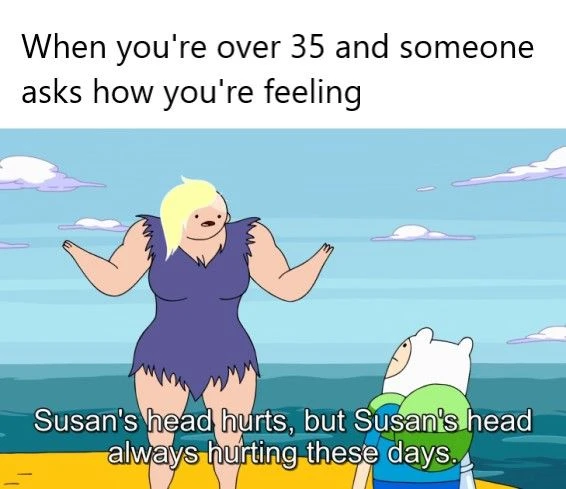 When you're over 35 and someone
asks how you're feeling
Susan's head hurts, but Susan's head
always hurting these days.